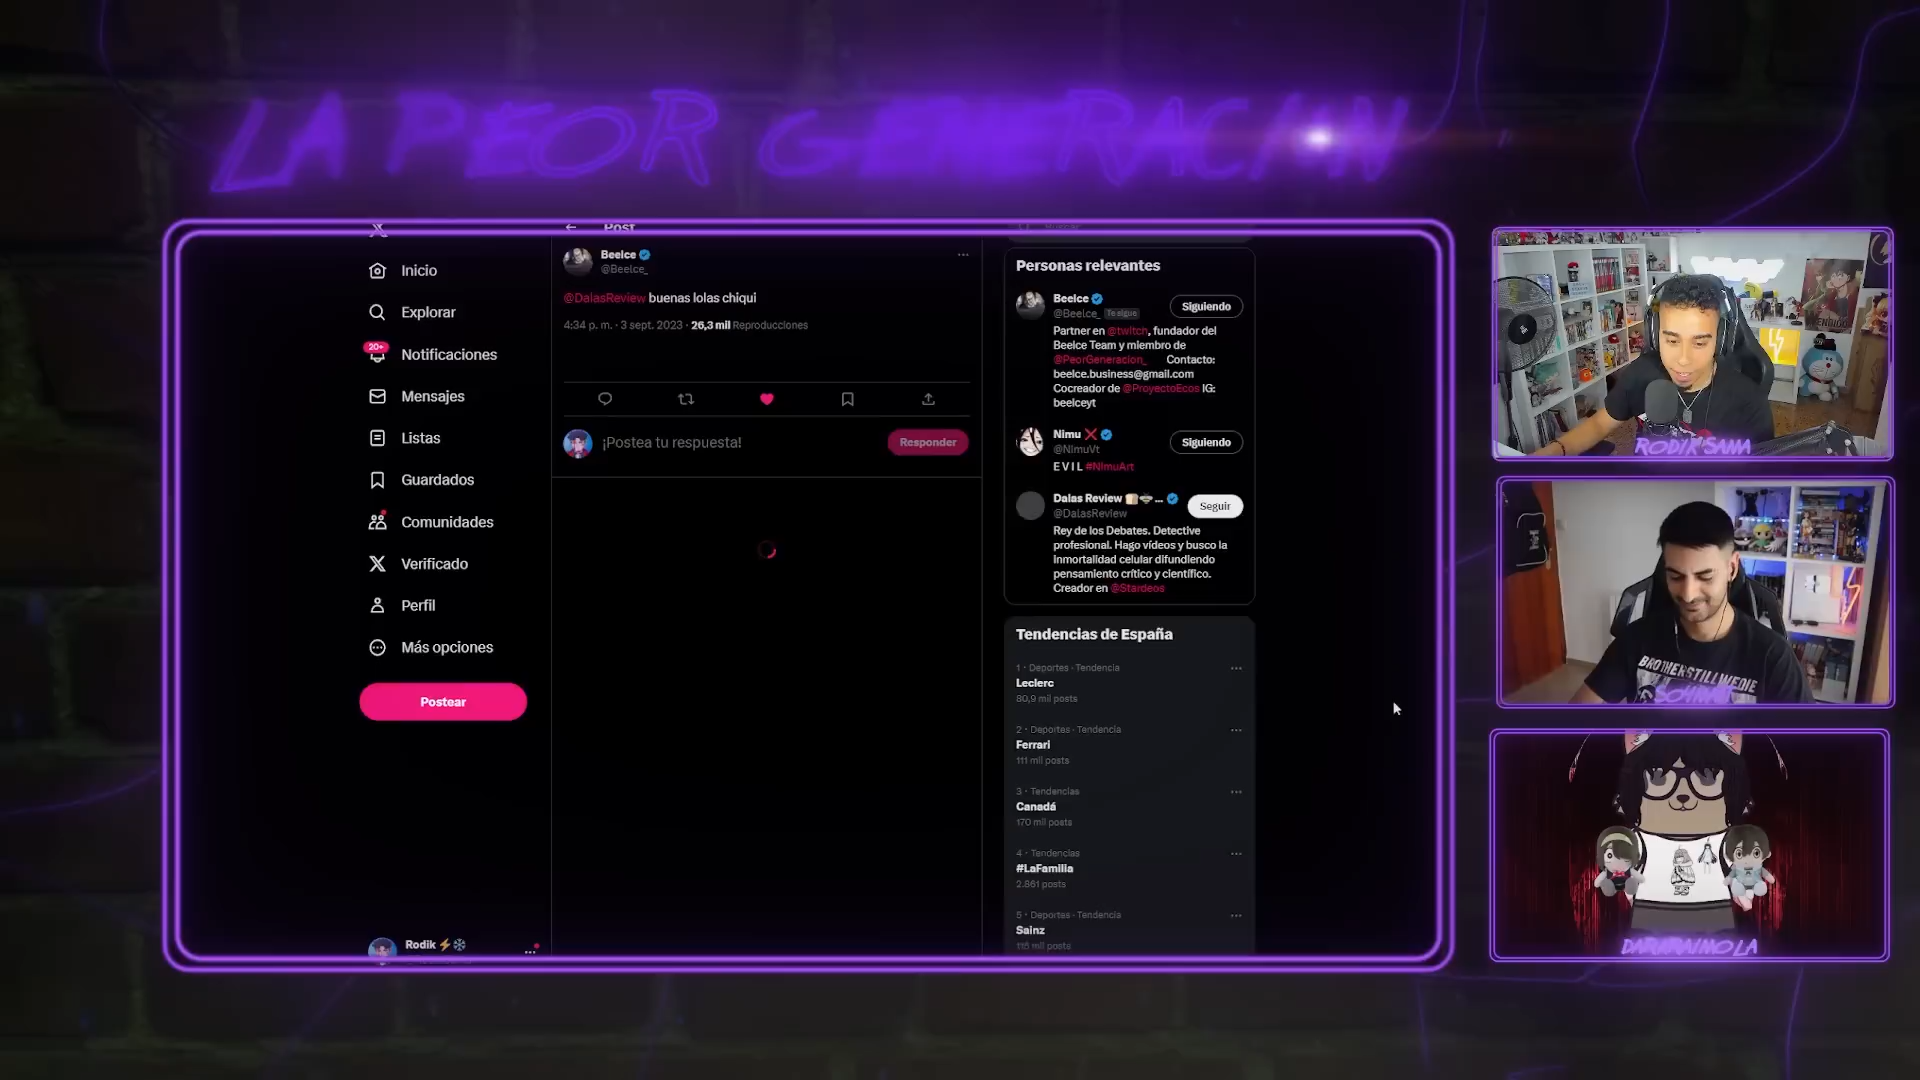 LA PEOR GENERACION
Post
Inicio
Explorar
20+
Notificaciones
Mensajes
Listas
Guardados
Comunidades
Verificado
Perfil
Más opciones
Postear
Rodik
Beelce
@Beelce_
@DalasReview buenas lolas chiqui
4:34 p. m. · 3 sept. 2023 · 26,3 mil Reproducciones
¡Postea tu respuesta!
Responder
Personas relevantes
Beelce
@Beelce_ Te sigue
Siguiendo
Partner en @twitch, fundador del
Beelce Team y miembro de
@PeorGeneracion_ Contacto:
beelce.business@gmail.com
Cocreador de @ProyectoEcos IG:
beelceyt
Nimu
@NimuVt
Siguiendo
EVIL #NimuArt
Dalas Review ...
@DalasReview
Seguir
Rey de los Debates. Detective
profesional. Hago vídeos y busco la
inmortalidad celular difundiendo
pensamiento crítico y científico.
Creador en @Stardeos
Tendencias de España
1 · Deportes · Tendencia
Leclerc
80,9 mil posts
2 · Deportes · Tendencia
Ferrari
111 mil posts
3 · Tendencias
Canadá
170 mil posts
4 · Tendencias
#LaFamilia
2.861 posts
5 · Deportes · Tendencia
Sainz
115 mil posts
RODIK SAMA
BROTHERSTILLWEDIE
DARARAIMOLA